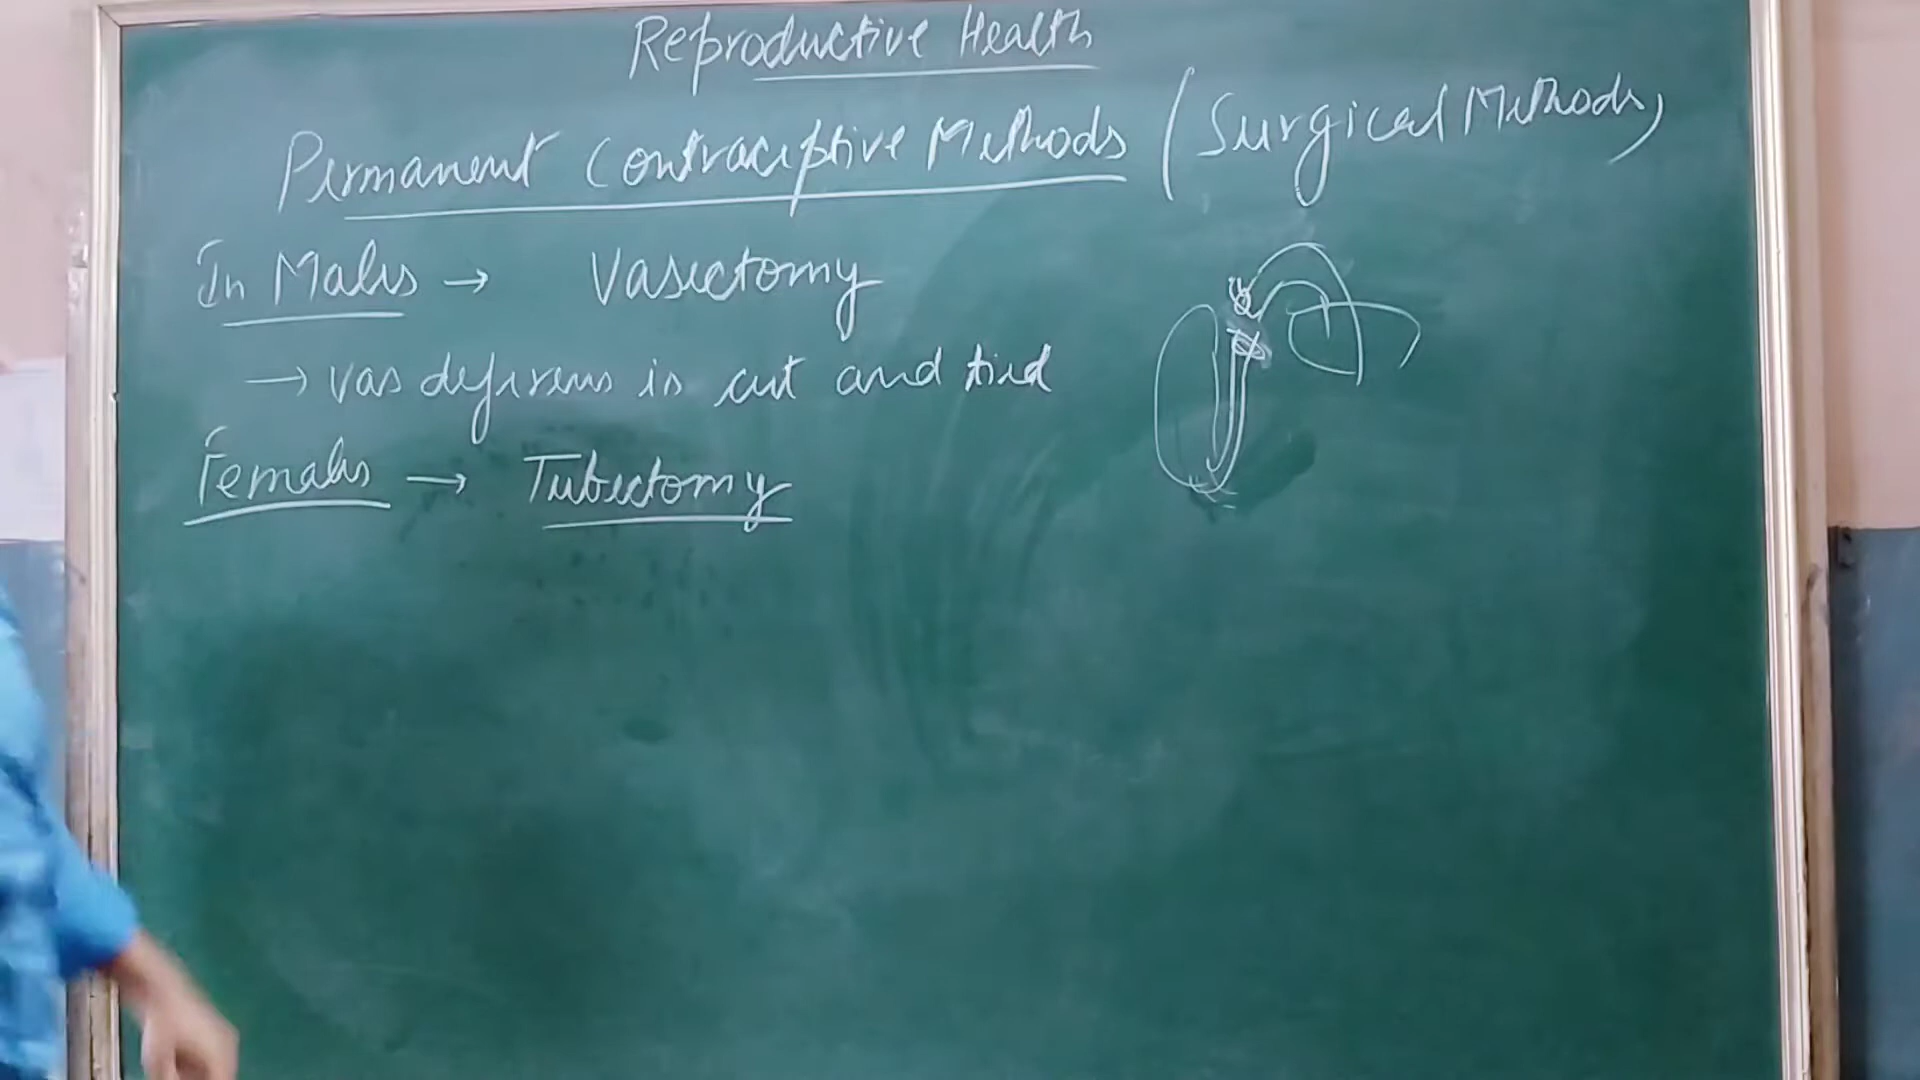 Reproductive Health
Permanent Contraceptive Methods (Surgical Methods)
In Males → Vasectomy
→ vas deferens is cut and tied
Females → Tubectomy